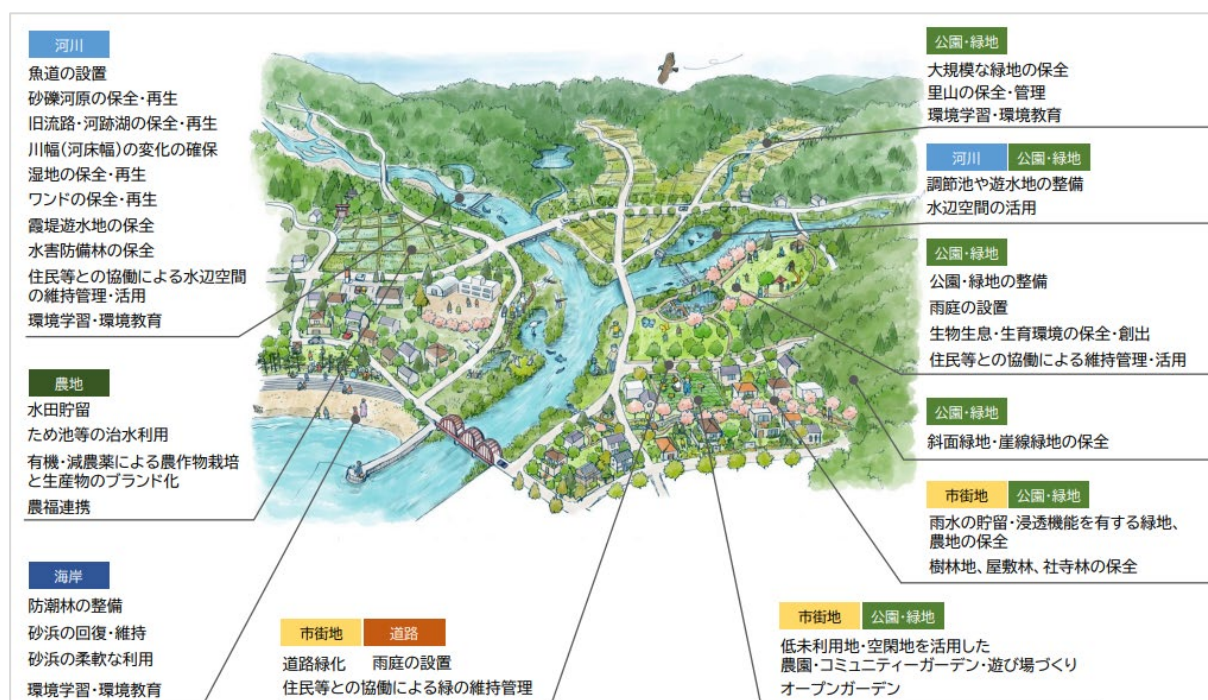 河川
魚道の設置
砂礫河原の保全・再生
旧流路・河跡湖の保全・再生
川幅(河床幅)の変化の確保
湿地の保全・再生
ワンドの保全・再生
霞堤遊水地の保全
水害防備林の保全
住民等との協働による水辺空間
の維持管理・活用
環境学習・環境教育
農地
水田貯留
ため池等の治水利用
有機・減農薬による農作物栽培
と生産物のブランド化
農福連携
海岸
防潮林の整備
砂浜の回復・維持
砂浜の柔軟な利用
環境学習・環境教育
市街地 道路
道路緑化 雨庭の設置
住民等との協働による緑の維持管理
公園・緑地
大規模な緑地の保全
里山の保全・管理
環境学習・環境教育
河川 公園・緑地
調節池や遊水地の整備
水辺空間の活用
公園・緑地
公園・緑地の整備
雨庭の設置
生物生息・生育環境の保全・創出
住民等との協働による維持管理・活用
公園・緑地
斜面緑地・崖線緑地の保全
市街地 公園・緑地
雨水の貯留・浸透機能を有する緑地、
農地の保全
樹林地、屋敷林、社寺林の保全
市街地 公園・緑地
低未利用地・空閑地を活用した
農園・コミュニティーガーデン・遊び場づくり
オープンガーデン